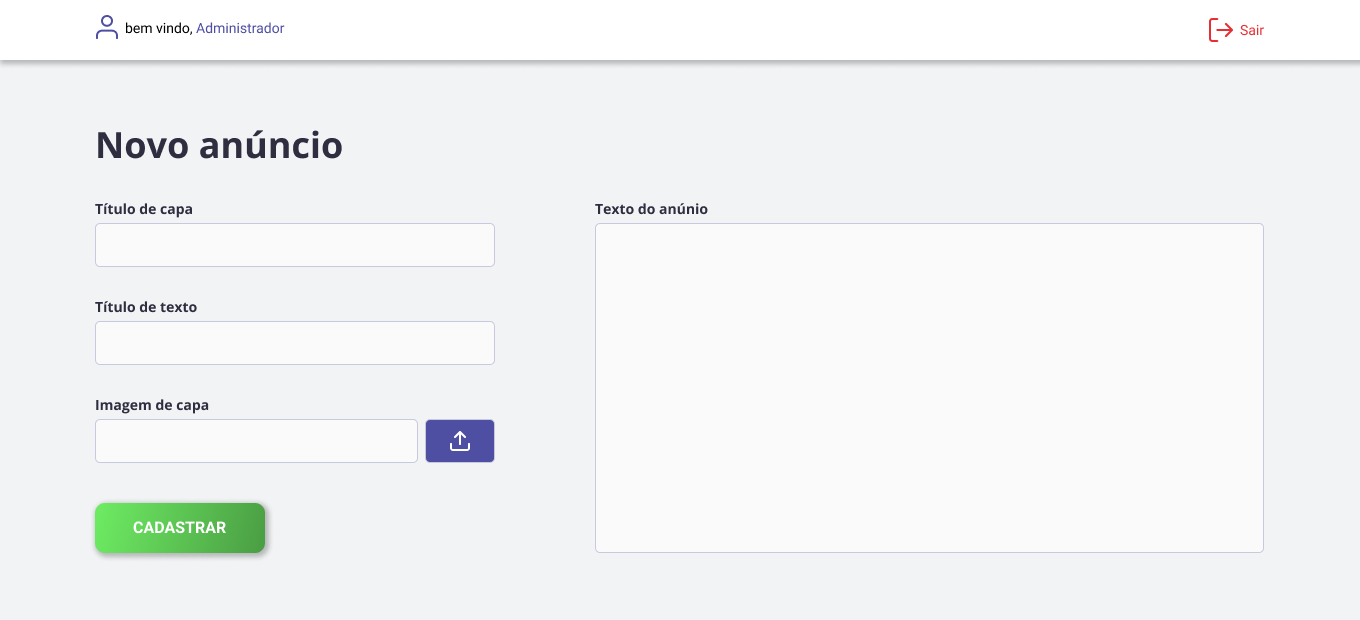 bem vindo, Administrador
Sair
Novo anúncio
Título de capa
Texto do anúnio
Título de texto
Imagem de capa
CADASTRAR